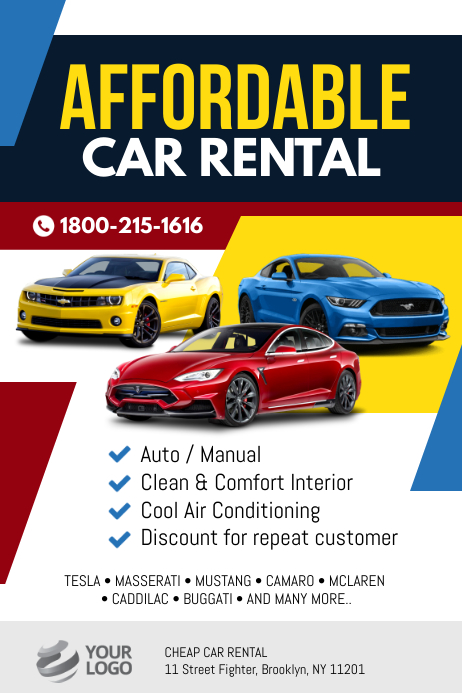 AFFORDABLE
CAR RENTAL
1800-215-1616
Auto / Manual
Clean & Comfort Interior
Cool Air Conditioning
Discount for repeat customer
TESLA • MASSERATI • MUSTANG • CAMARO • MCLAREN
• CADDILAC • BUGGATI • AND MANY MORE..
YOUR
LOGO
CHEAP CAR RENTAL
11 Street Fighter, Brooklyn, NY 11201